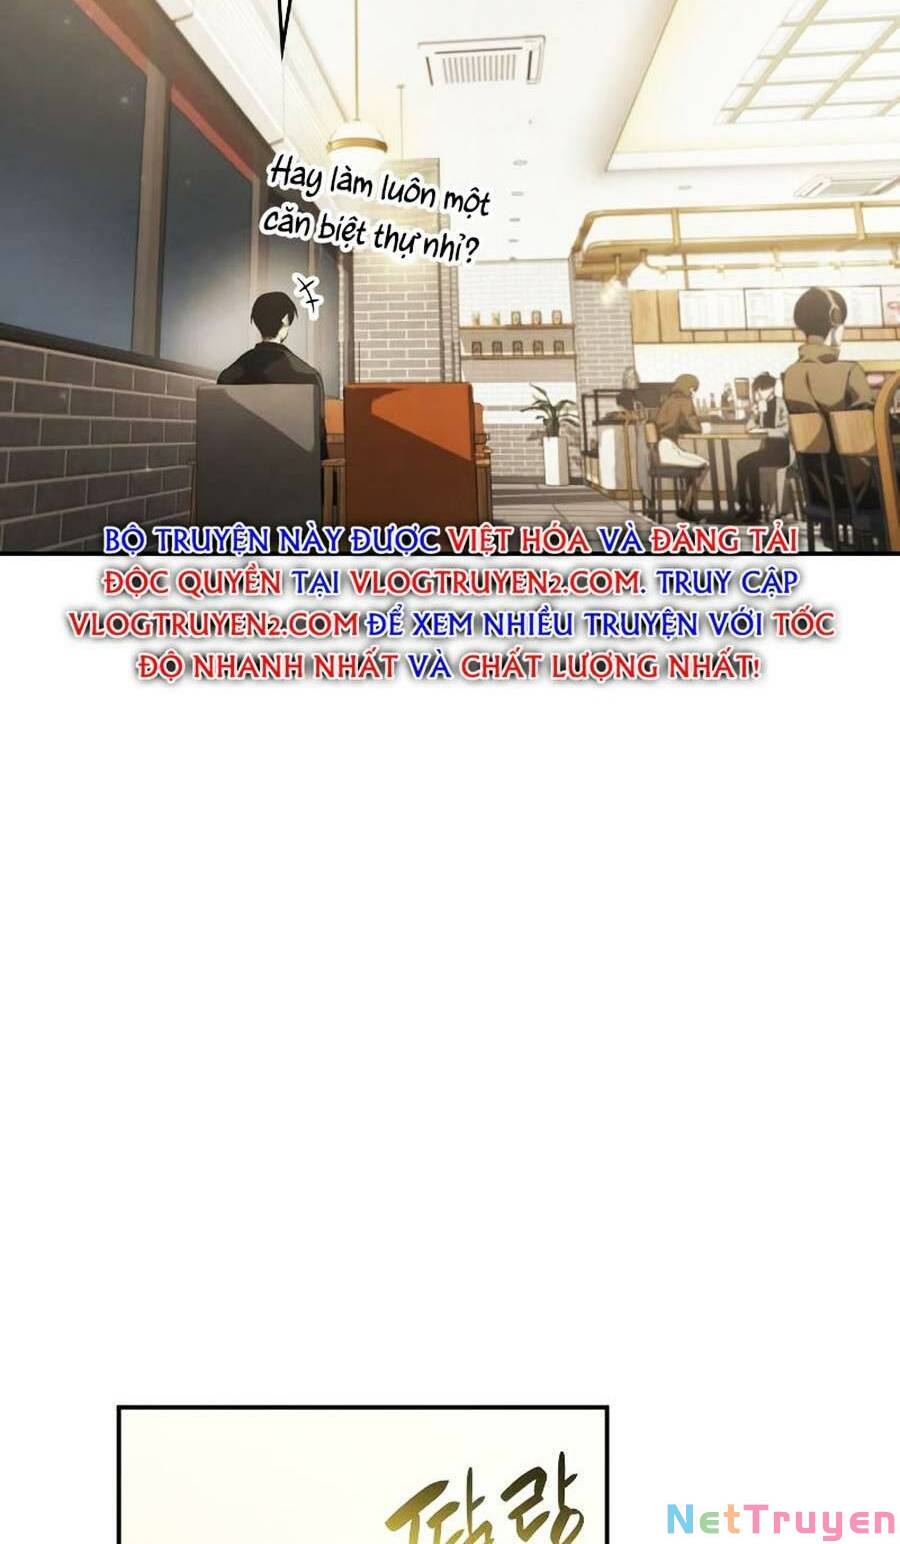 Hay làm luôn một
căn biệt thự nhỉ?
BỘ TRUYỆN NÀY ĐƯỢC VIỆT HÓA VÀ ĐĂNG TẢI
ĐỘC QUYỀN TẠI VLOGTRUYEN2.COM. TRUY CẬP
VLOGTRUYEN2.COM ĐỂ XEM NHIỀU TRUYỆN VỚI TỐC
ĐỘ NHANH NHẤT VÀ CHẤT LƯỢNG NHẤT!
따랑
NetTruyen